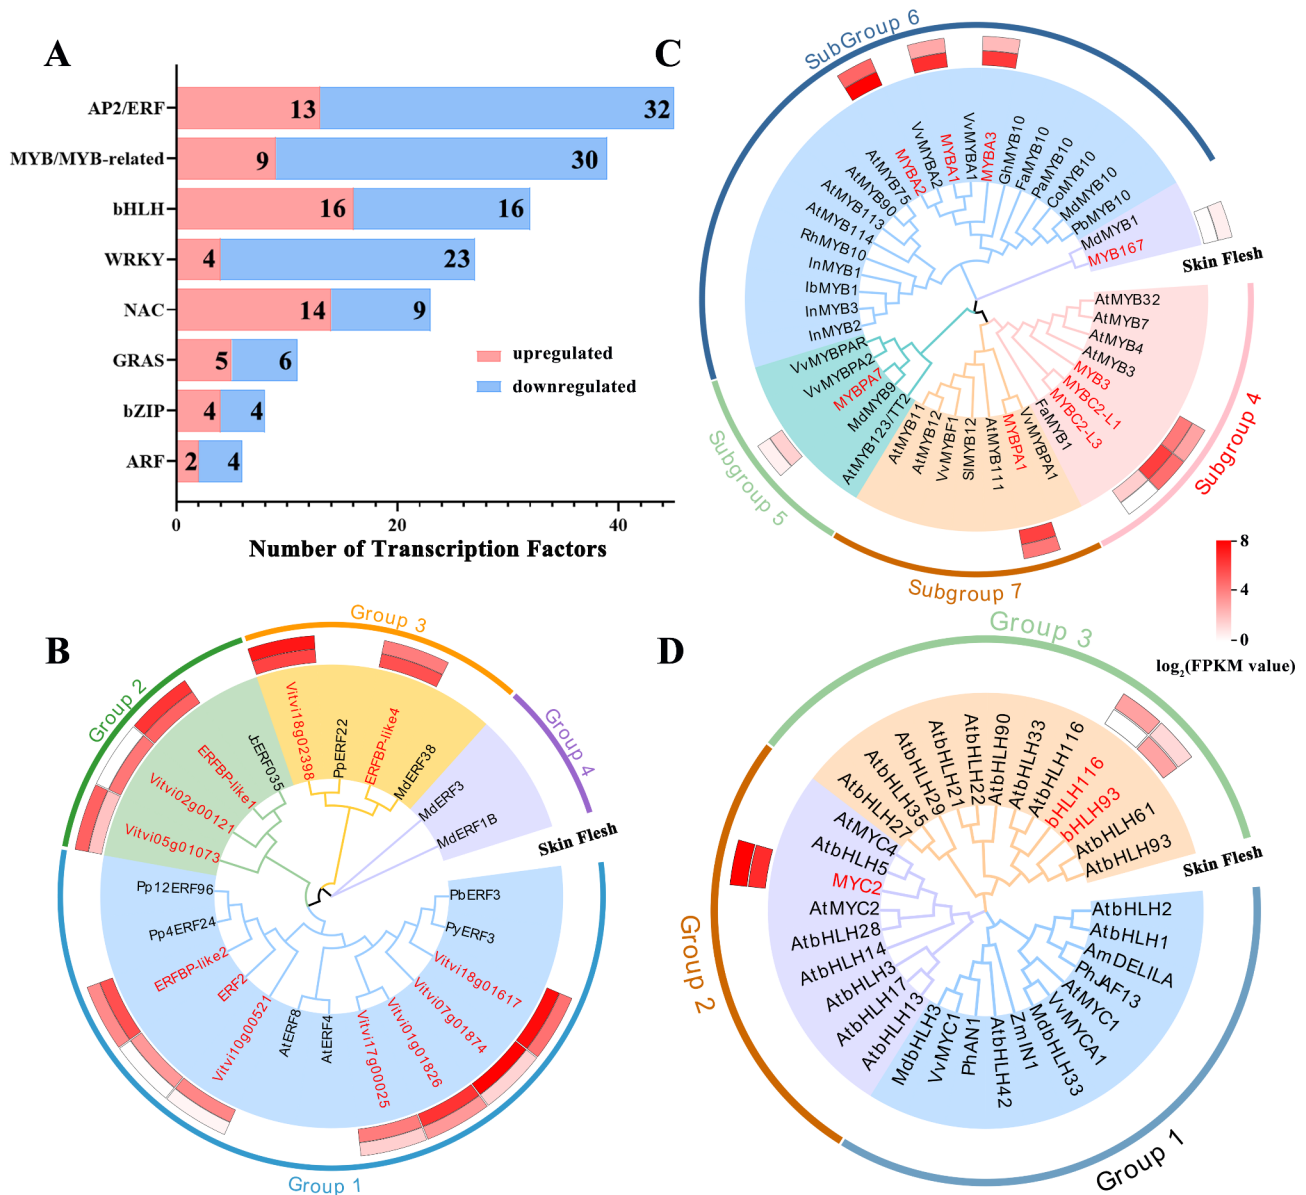 A
AP2/ERF
13
32
MYB/MYB-related
9
30
bHLH
16
16
WRKY
4
23
NAC
14
9
GRAS
5
6
bZIP
4
4
ARF
2
4
upregulated
downregulated
0
20
40
Number of Transcription Factors
C
SubGroup 6
InMYB2
InMYB3
IbMYB1
InMYB1
RhMYB10
AtMYB114
AtMYB113
AtMYB90
AtMYB75
MYBA2
VvMYBA2
MYBA1
VvMYBA1
MYBA3
GhMYB10
FaMYB10
PaMYB10
CoMYB10
MdMYB10
PbMYB10
MdMYB1
MYB167
Skin Flesh
AtMYB32
AtMYB7
AtMYB4
AtMYB3
MYB3
MYBC2-L1
MYBC2-L3
FaMYB1
Subgroup 4
VvMYBPA1
MYBPA1
AtMYB111
SlMYB12
VvMYBF1
AtMYB12
AtMYB11
Subgroup 7
AtMYB123/TT2
MdMYB9
MYBPA7
VvMYBPA2
VvMYBPAR
Subgroup 5
8
4
0
log2(FPKM value)
B
Group 2
Vitvi05g01073
Vitvi02g00121
ERFBP-like1
JcERF035
Group 3
Vitvi18g02398
PpERF22
ERFBP-like4
MdERF38
Group 4
MdERF3
MdERF1B
Skin Flesh
PbERF3
PyERF3
Vitvi18g01617
Vitvi07g01874
Vitvi01g01826
Vitvi17g00025
AtERF4
AtERF8
Vitvi10g00521
ERF2
ERFBP-like2
Pp4ERF24
Pp12ERF96
Group 1
D
Group 3
AtbHLH27
AtbHLH35
AtbHLH29
AtbHLH21
AtbHLH22
AtbHLH90
AtbHLH33
AtbHLH116
bHLH116
bHLH93
AtbHLH61
AtbHLH93
Skin Flesh
AtbHLH2
AtbHLH1
AmDELILA
PhJAF13
AtMYC1
VvMYCA1
MdbHLH33
ZmIN1
AtbHLH42
PhAN1
VvMYC1
MdbHLH3
Group 1
AtbHLH13
AtbHLH17
AtbHLH3
AtbHLH14
AtbHLH28
AtMYC2
MYC2
AtbHLH5
AtMYC4
Group 2